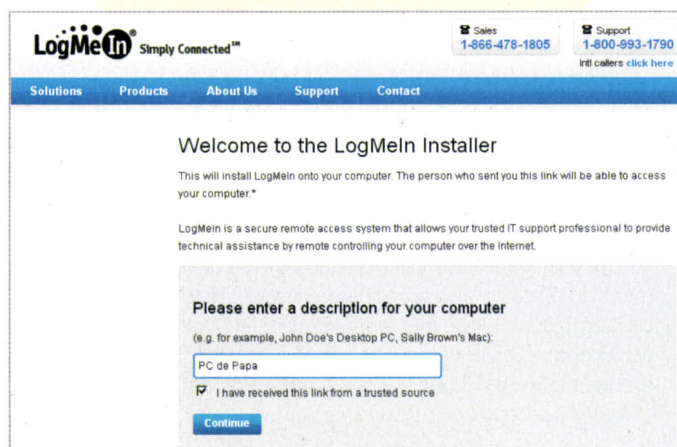 LogMeIn® Simply Connected℠
Sales
1-866-478-1805
Support
1-800-993-1790
Intl callers click here
Solutions Products About Us Support Contact
Welcome to the LogMeIn Installer
This will install LogMeIn onto your computer. The person who sent you this link will be able to access
your computer.*
LogMeIn is a secure remote access system that allows your trusted IT support professional to provide
technical assistance by remote controlling your computer over the Internet.
Please enter a description for your computer
(e.g. for example, John Doe's Desktop PC, Sally Brown's Mac):
PC de Papa
I have received this link from a trusted source
Continue